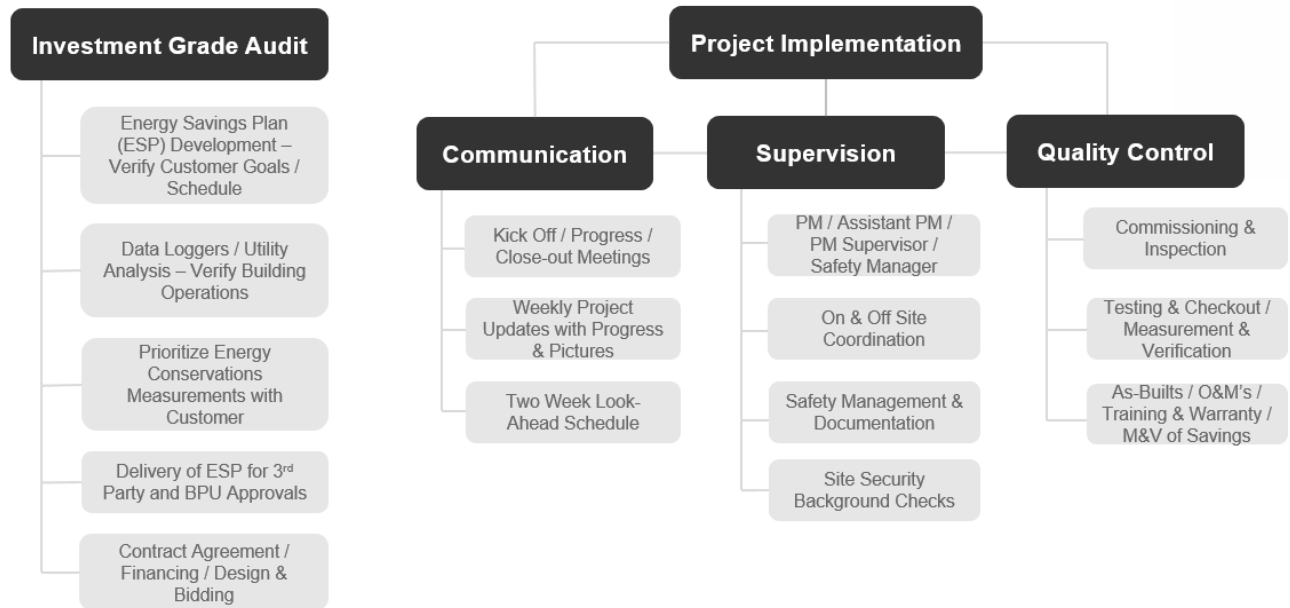 Investment Grade Audit
Energy Savings Plan
(ESP) Development –
Verify Customer Goals /
Schedule
Data Loggers / Utility
Analysis – Verify Building
Operations
Prioritize Energy
Conservations
Measurements with
Customer
Delivery of ESP for 3rd
Party and BPU Approvals
Contract Agreement /
Financing / Design &
Bidding
Project Implementation
Communication
Kick Off / Progress /
Close-out Meetings
Weekly Project
Updates with Progress
& Pictures
Two Week Look-
Ahead Schedule
Supervision
PM / Assistant PM /
PM Supervisor /
Safety Manager
On & Off Site
Coordination
Safety Management &
Documentation
Site Security
Background Checks
Quality Control
Commissioning &
Inspection
Testing & Checkout /
Measurement &
Verification
As-Builts / O&M's /
Training & Warranty /
M&V of Savings